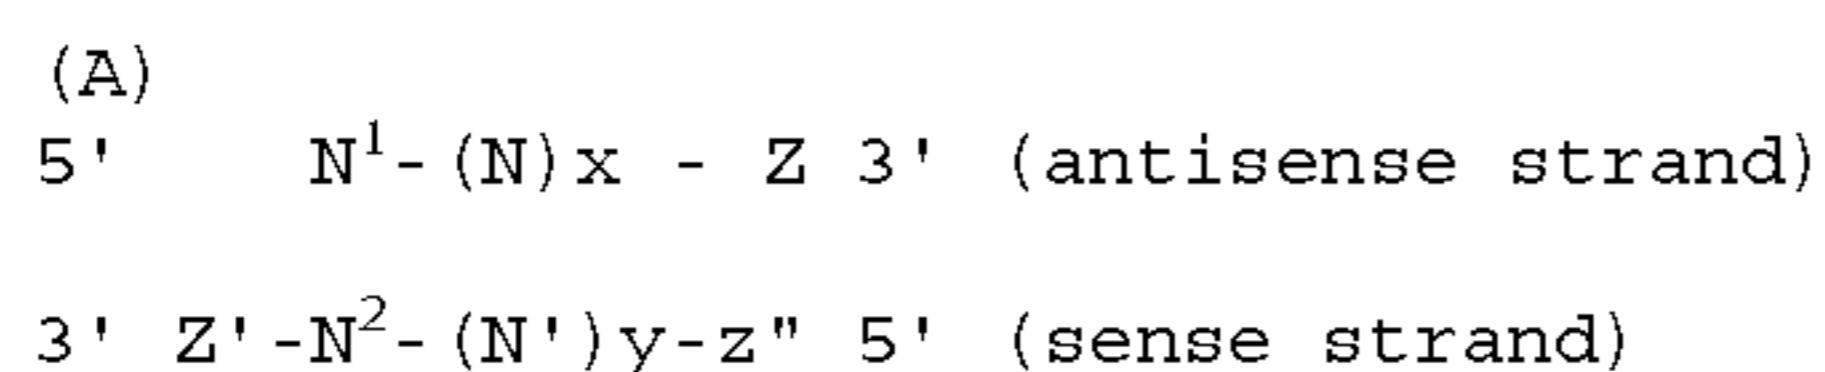 (A)
5' N¹-(N)x - Z 3' (antisense strand)
3' Z'-N²-(N')y-z" 5' (sense strand)